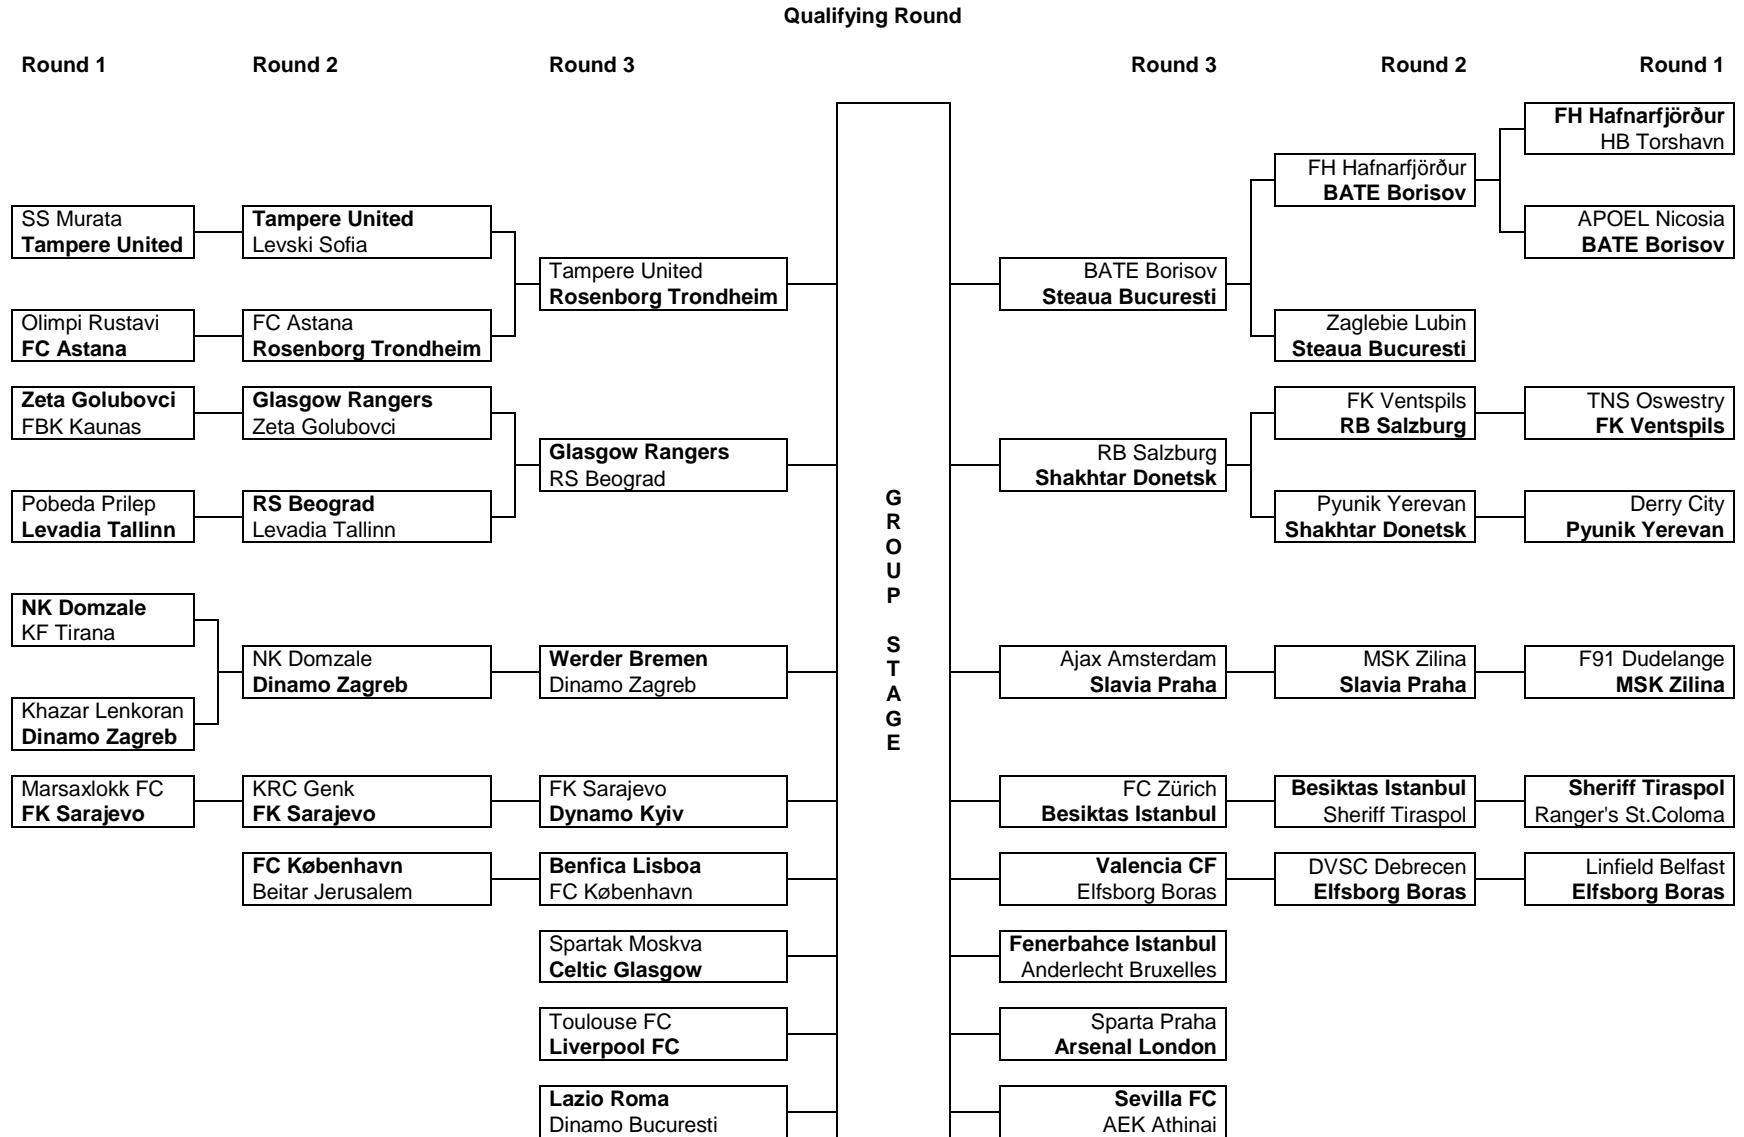 Qualifying Round
Round 1
Round 2
Round 3
Round 3
Round 2
Round 1
SS Murata
Tampere United
Olimpi Rustavi
FC Astana
Zeta Golubovci
FBK Kaunas
Pobeda Prilep
Levadia Tallinn
NK Domzale
KF Tirana
Khazar Lenkoran
Dinamo Zagreb
Marsaxlokk FC
FK Sarajevo
Tampere United
Levski Sofia
FC Astana
Rosenborg Trondheim
Glasgow Rangers
Zeta Golubovci
RS Beograd
Levadia Tallinn
NK Domzale
Dinamo Zagreb
KRC Genk
FK Sarajevo
FC København
Beitar Jerusalem
Tampere United
Rosenborg Trondheim
Glasgow Rangers
RS Beograd
Werder Bremen
Dinamo Zagreb
FK Sarajevo
Dynamo Kyiv
Benfica Lisboa
FC København
Spartak Moskva
Celtic Glasgow
Toulouse FC
Liverpool FC
Lazio Roma
Dinamo Bucuresti
G
R
O
U
P
S
T
A
G
E
BATE Borisov
Steaua Bucuresti
RB Salzburg
Shakhtar Donetsk
Ajax Amsterdam
Slavia Praha
FC Zürich
Besiktas Istanbul
Valencia CF
Elfsborg Boras
Fenerbahce Istanbul
Anderlecht Bruxelles
Sparta Praha
Arsenal London
Sevilla FC
AEK Athinai
FH Hafnarfjörður
BATE Borisov
Zaglebie Lubin
Steaua Bucuresti
FK Ventspils
RB Salzburg
Pyunik Yerevan
Shakhtar Donetsk
MSK Zilina
Slavia Praha
Besiktas Istanbul
Sheriff Tiraspol
DVSC Debrecen
Elfsborg Boras
FH Hafnarfjörður
HB Torshavn
APOEL Nicosia
BATE Borisov
TNS Oswestry
FK Ventspils
Derry City
Pyunik Yerevan
F91 Dudelange
MSK Zilina
Sheriff Tiraspol
Ranger's St.Coloma
Linfield Belfast
Elfsborg Boras